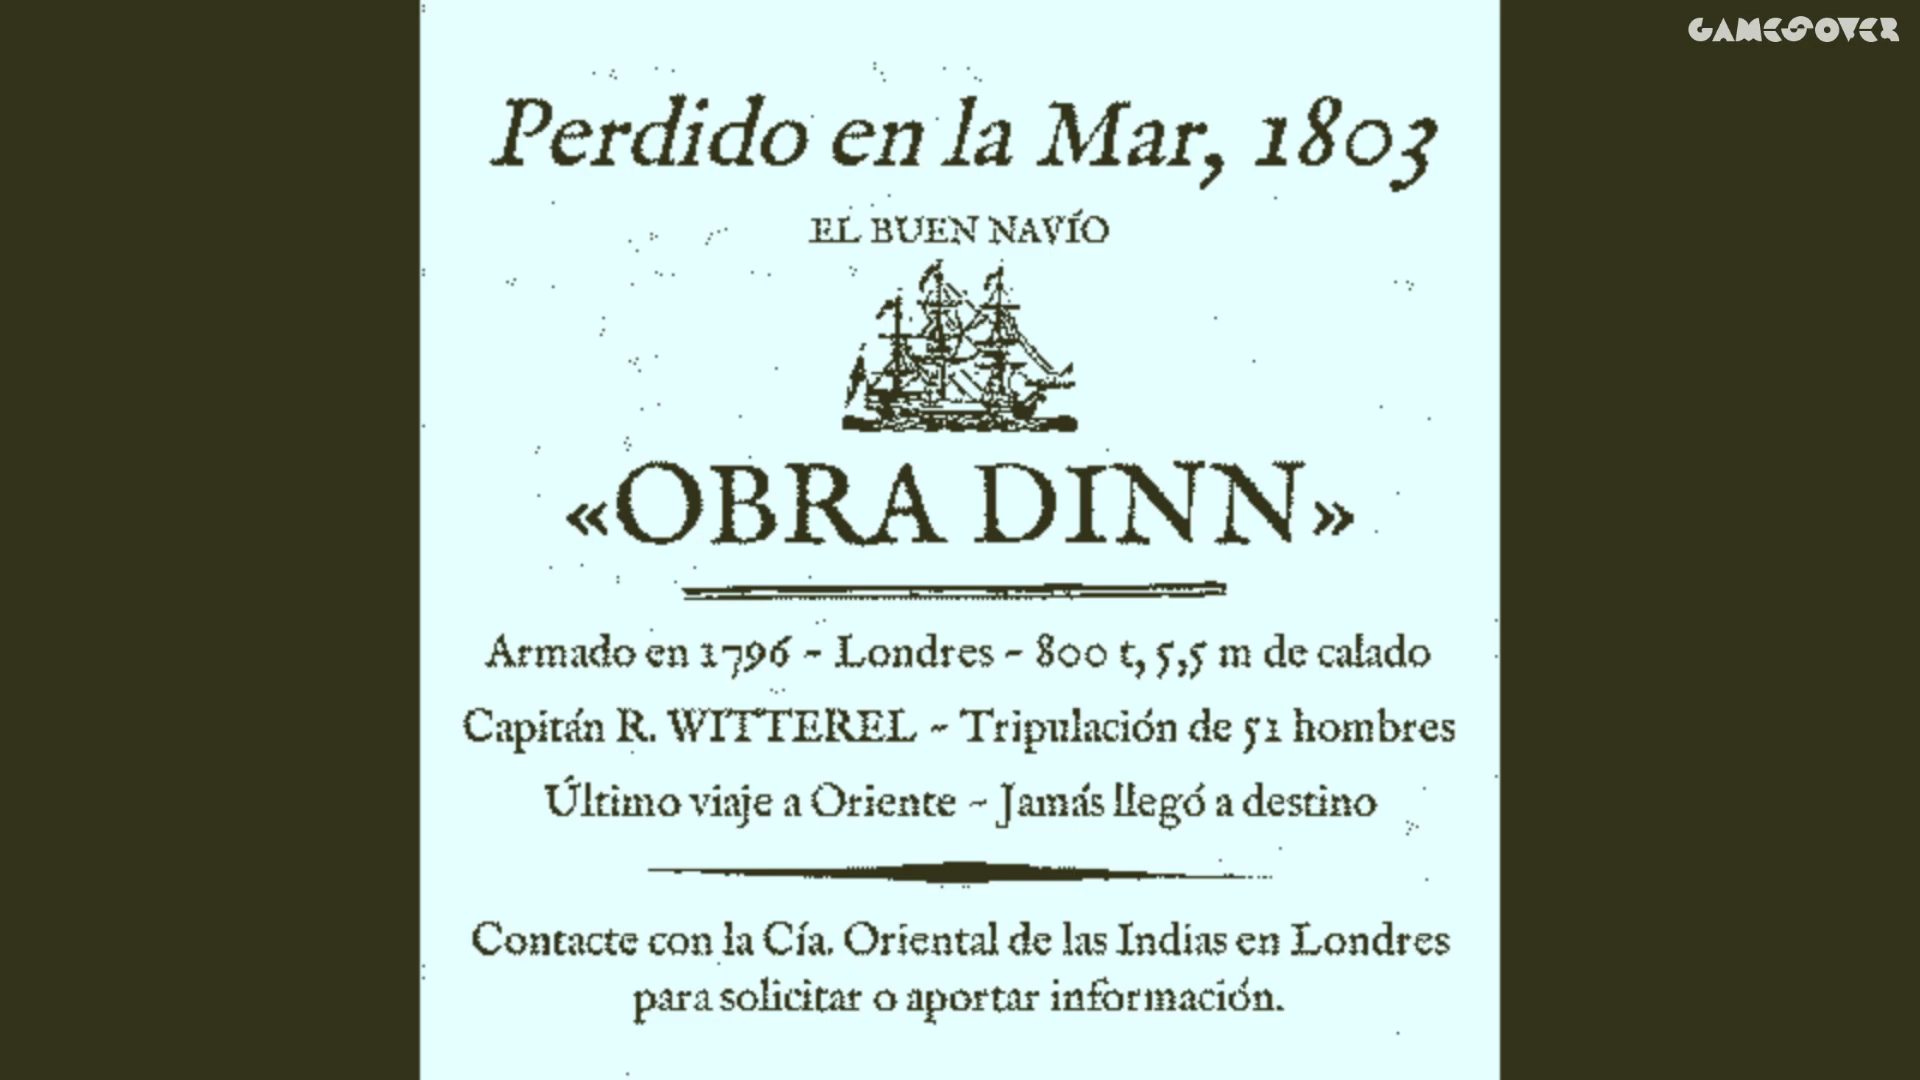 GAMESOVER
Perdido en la Mar, 1803
EL BUEN NAVÍO
«OBRA DINN»
Armado en 1796 ~ Londres ~ 800 t, 5,5 m de calado
Capitán R. WITTEREL ~ Tripulación de 51 hombres
Último viaje a Oriente ~ Jamás llegó a destino
Contacte con la Cía. Oriental de las Indias en Londres
para solicitar o aportar información.